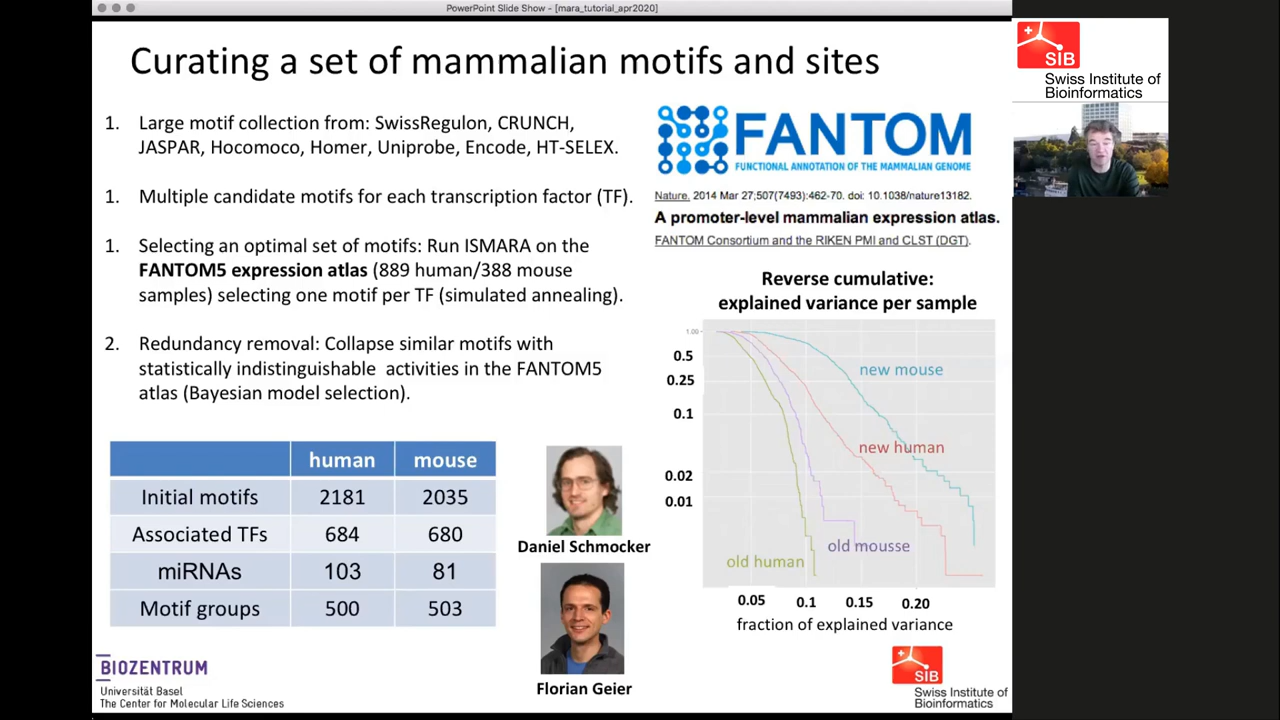 PowerPoint Slide Show - [mara_tutorial_apr2020]
Curating a set of mammalian motifs and sites
1. Large motif collection from: SwissRegulon, CRUNCH,
JASPAR, Hocomoco, Homer, Uniprobe, Encode, HT-SELEX.
1. Multiple candidate motifs for each transcription factor (TF).
1. Selecting an optimal set of motifs: Run ISMARA on the
FANTOM5 expression atlas (889 human/388 mouse
samples) selecting one motif per TF (simulated annealing).
2. Redundancy removal: Collapse similar motifs with
statistically indistinguishable activities in the FANTOM5
atlas (Bayesian model selection).
human mouse
Initial motifs 2181 2035
Associated TFs 684 680
miRNAs 103 81
Motif groups 500 503
Daniel Schmocker
Florian Geier
FANTOM
FUNCTIONAL ANNOTATION OF THE MAMMALIAN GENOME
Nature, 2014 Mar 27;507(7493):462-70. doi: 10.1038/nature13182.
A promoter-level mammalian expression atlas.
FANTOM Consortium and the RIKEN PMI and CLST (DGT).
Reverse cumulative:
explained variance per sample
1.00
0.5
0.25
0.1
0.02
0.01
new mouse
new human
old mousse
old human
0.05 0.1 0.15 0.20
fraction of explained variance
BIOZENTRUM
Universität Basel
The Center for Molecular Life Sciences
SIB
Swiss Institute of
Bioinformatics
SIB
Swiss Institute of
Bioinformatics